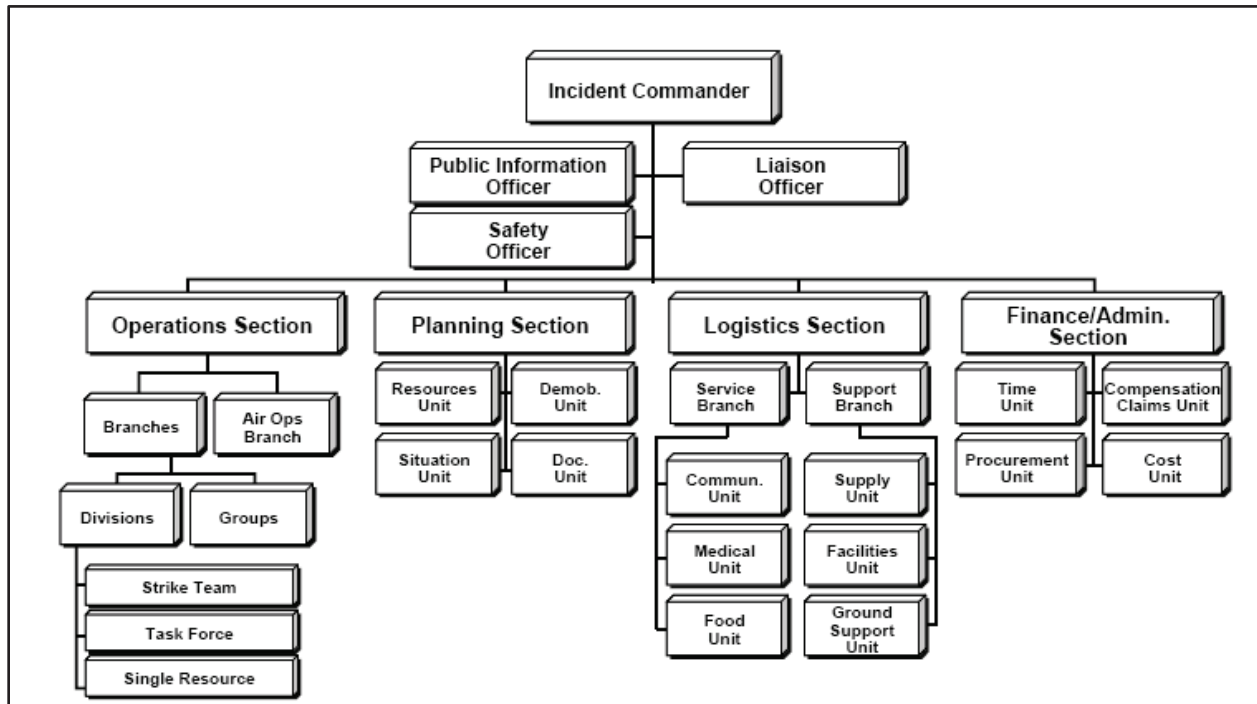 Incident Commander
Public Information
Officer
Liaison
Officer
Safety
Officer
Operations Section
Planning Section
Logistics Section
Finance/Admin.
Section
Branches
Air Ops
Branch
Resources
Unit
Demob.
Unit
Service
Branch
Support
Branch
Time
Unit
Compensation
Claims Unit
Situation
Unit
Doc.
Unit
Procurement
Unit
Cost
Unit
Divisions
Groups
Commun.
Unit
Supply
Unit
Strike Team
Task Force
Single Resource
Medical
Unit
Facilities
Unit
Food
Unit
Ground
Support
Unit